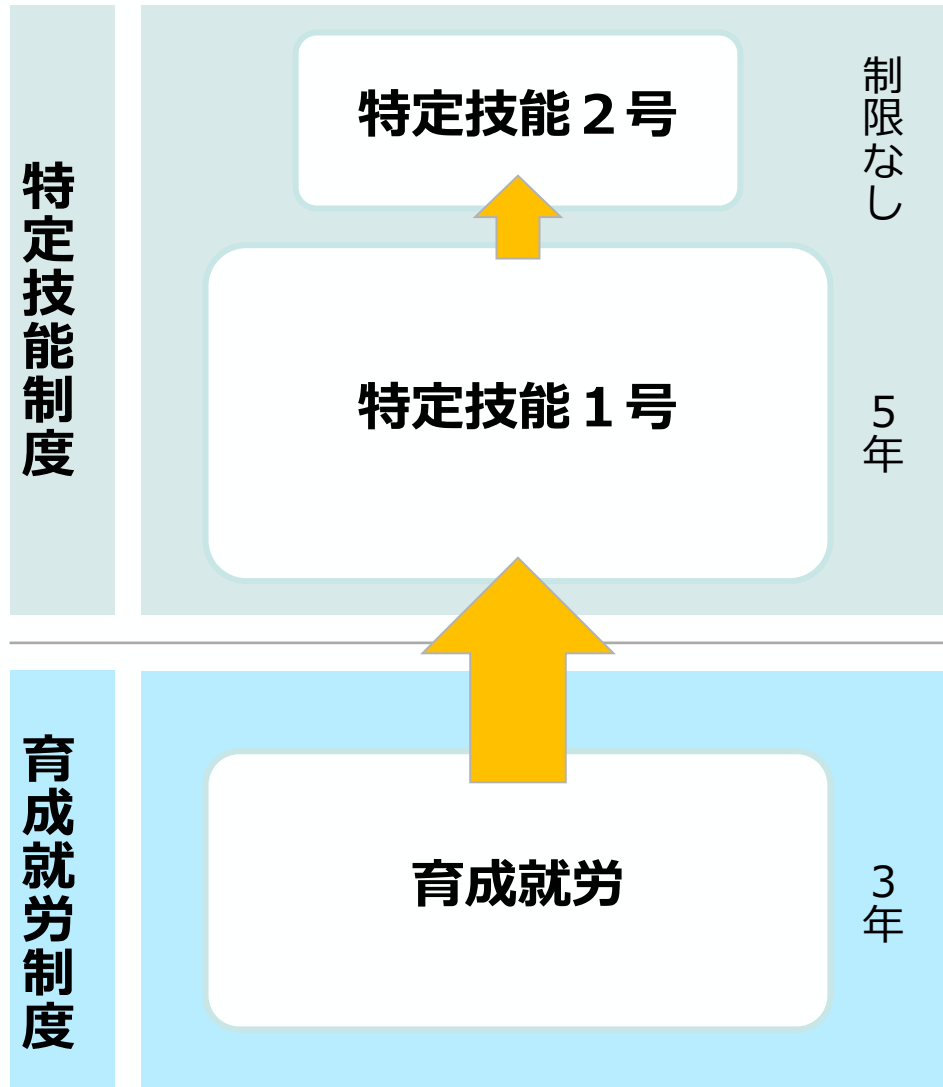 特定技能制度
特定技能２号
制限なし
特定技能１号
5年
育成就労制度
育成就労
3年